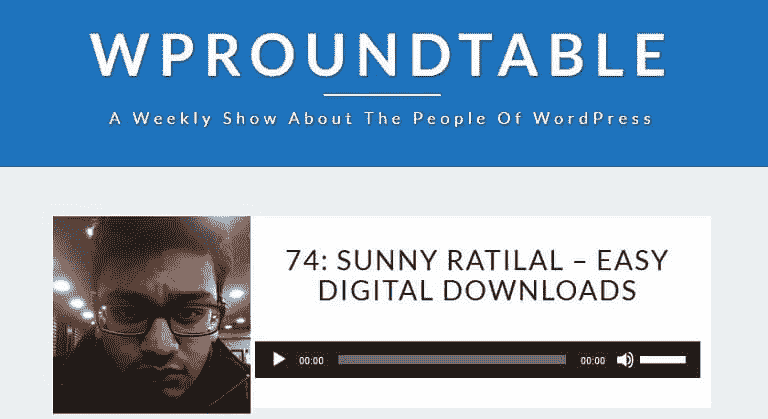 WPROUNDTABLE
A Weekly Show About The People Of WordPress
74: SUNNY RATILAL – EASY
DIGITAL DOWNLOADS
00:00 00:00